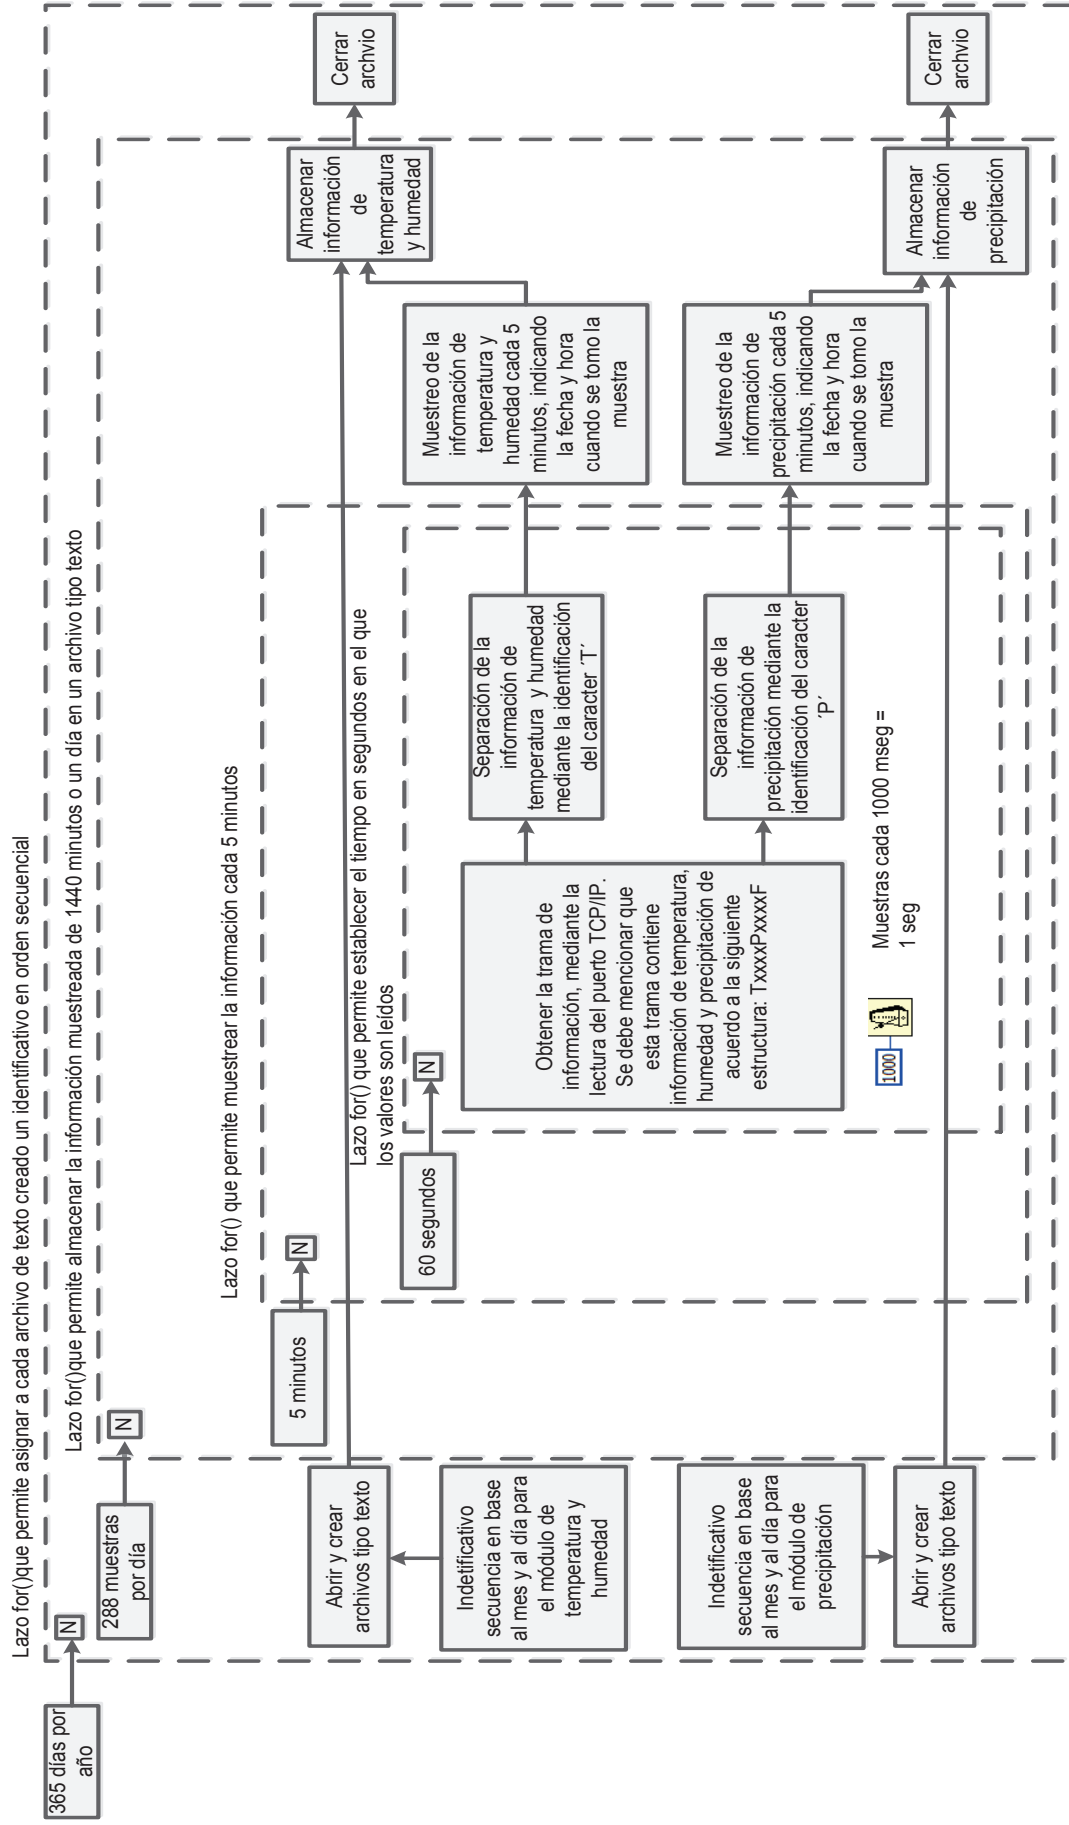 Lazo for()que permite asignar a cada archivo de texto creado un identificativo en orden secuencial
365 días por
año
N
Lazo for()que permite almacenar la información muestreada de 1440 minutos o un día en un archivo tipo texto
288 muestras
por día
N
Lazo for() que permite muestrear la información cada 5 minutos
5 minutos
N
Lazo for() que permite establecer el tiempo en segundos en el que
los valores son leídos
60 segundos
N
Abrir y crear
archivos tipo texto
Indetificativo
secuencia en base
al mes y al día para
el módulo de
temperatura y
humedad
Indetificativo
secuencia en base
al mes y al día para
el módulo de
precipitación
Abrir y crear
archivos tipo texto
Obtener la trama de
información, mediante la
lectura del puerto TCP/IP.
Se debe mencionar que
esta trama contiene
información de temperatura,
humedad y precipitación de
acuerdo a la siguiente
estructura: TxxxxPxxxxF
1000
Muestras cada 1000 mseg =
1 seg
Separación de la
información de
temperatura y humedad
mediante la identificación
del caracter ´T´
Separación de la
información de
precipitación mediante la
identificación del caracter
´P´
Muestreo de la
información de
temperatura y
humedad cada 5
minutos, indicando
la fecha y hora
cuando se tomo la
muestra
Muestreo de la
información de
precipitación cada 5
minutos, indicando
la fecha y hora
cuando se tomo la
muestra
Almacenar
información
de
temperatura
y humedad
Almacenar
información
de
precipitación
Cerrar
archvio
Cerrar
archvio